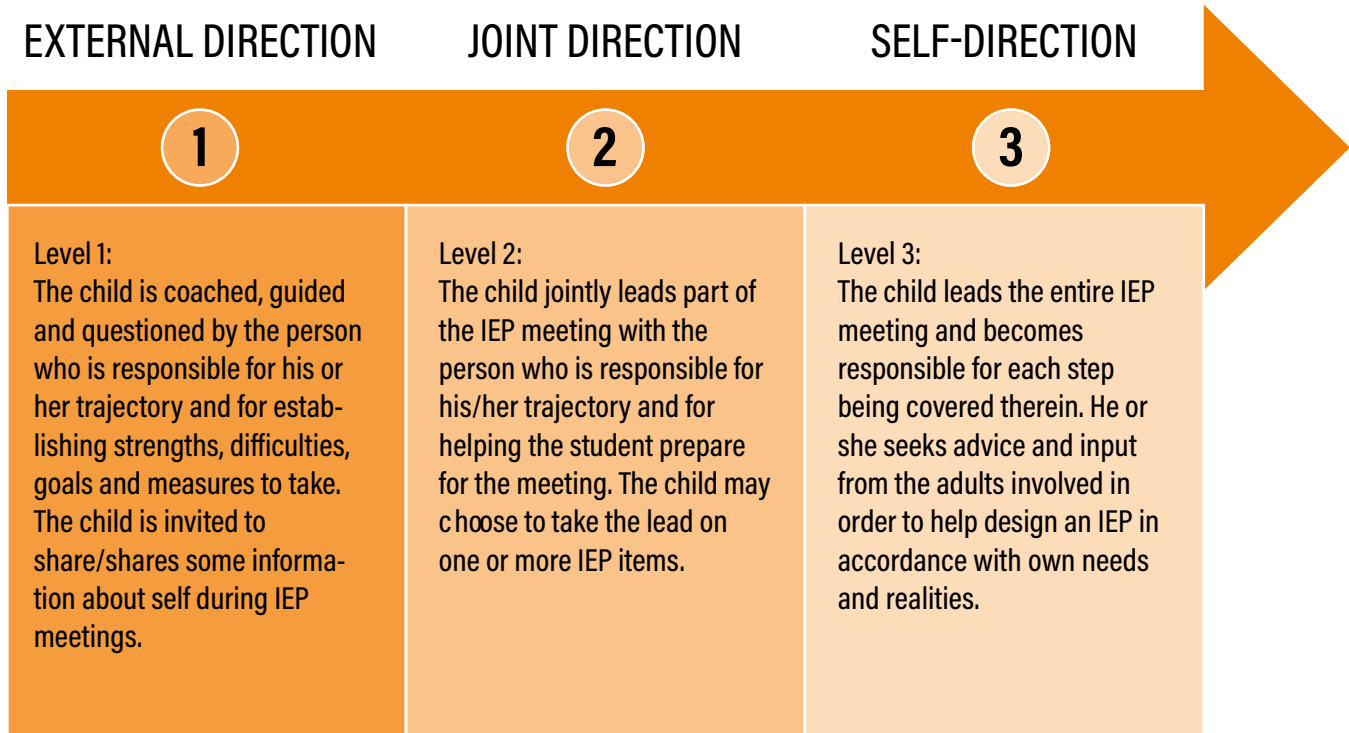 EXTERNAL DIRECTION
JOINT DIRECTION
SELF-DIRECTION
1
2
3
Level 1:
The child is coached, guided
and questioned by the person
who is responsible for his or
her trajectory and for estab-
lishing strengths, difficulties,
goals and measures to take.
The child is invited to
share/shares some informa-
tion about self during IEP
meetings.
Level 2:
The child jointly leads part of
the IEP meeting with the
person who is responsible for
his/her trajectory and for
helping the student prepare
for the meeting. The child may
choose to take the lead on
one or more IEP items.
Level 3:
The child leads the entire IEP
meeting and becomes
responsible for each step
being covered therein. He or
she seeks advice and input
from the adults involved in
order to help design an IEP in
accordance with own needs
and realities.